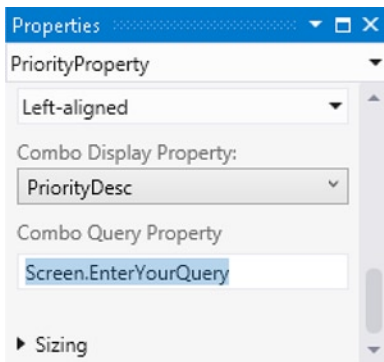 Properties
PriorityProperty
Left-aligned
Combo Display Property:
PriorityDesc
Combo Query Property
Screen.EnterYourQuery
Sizing